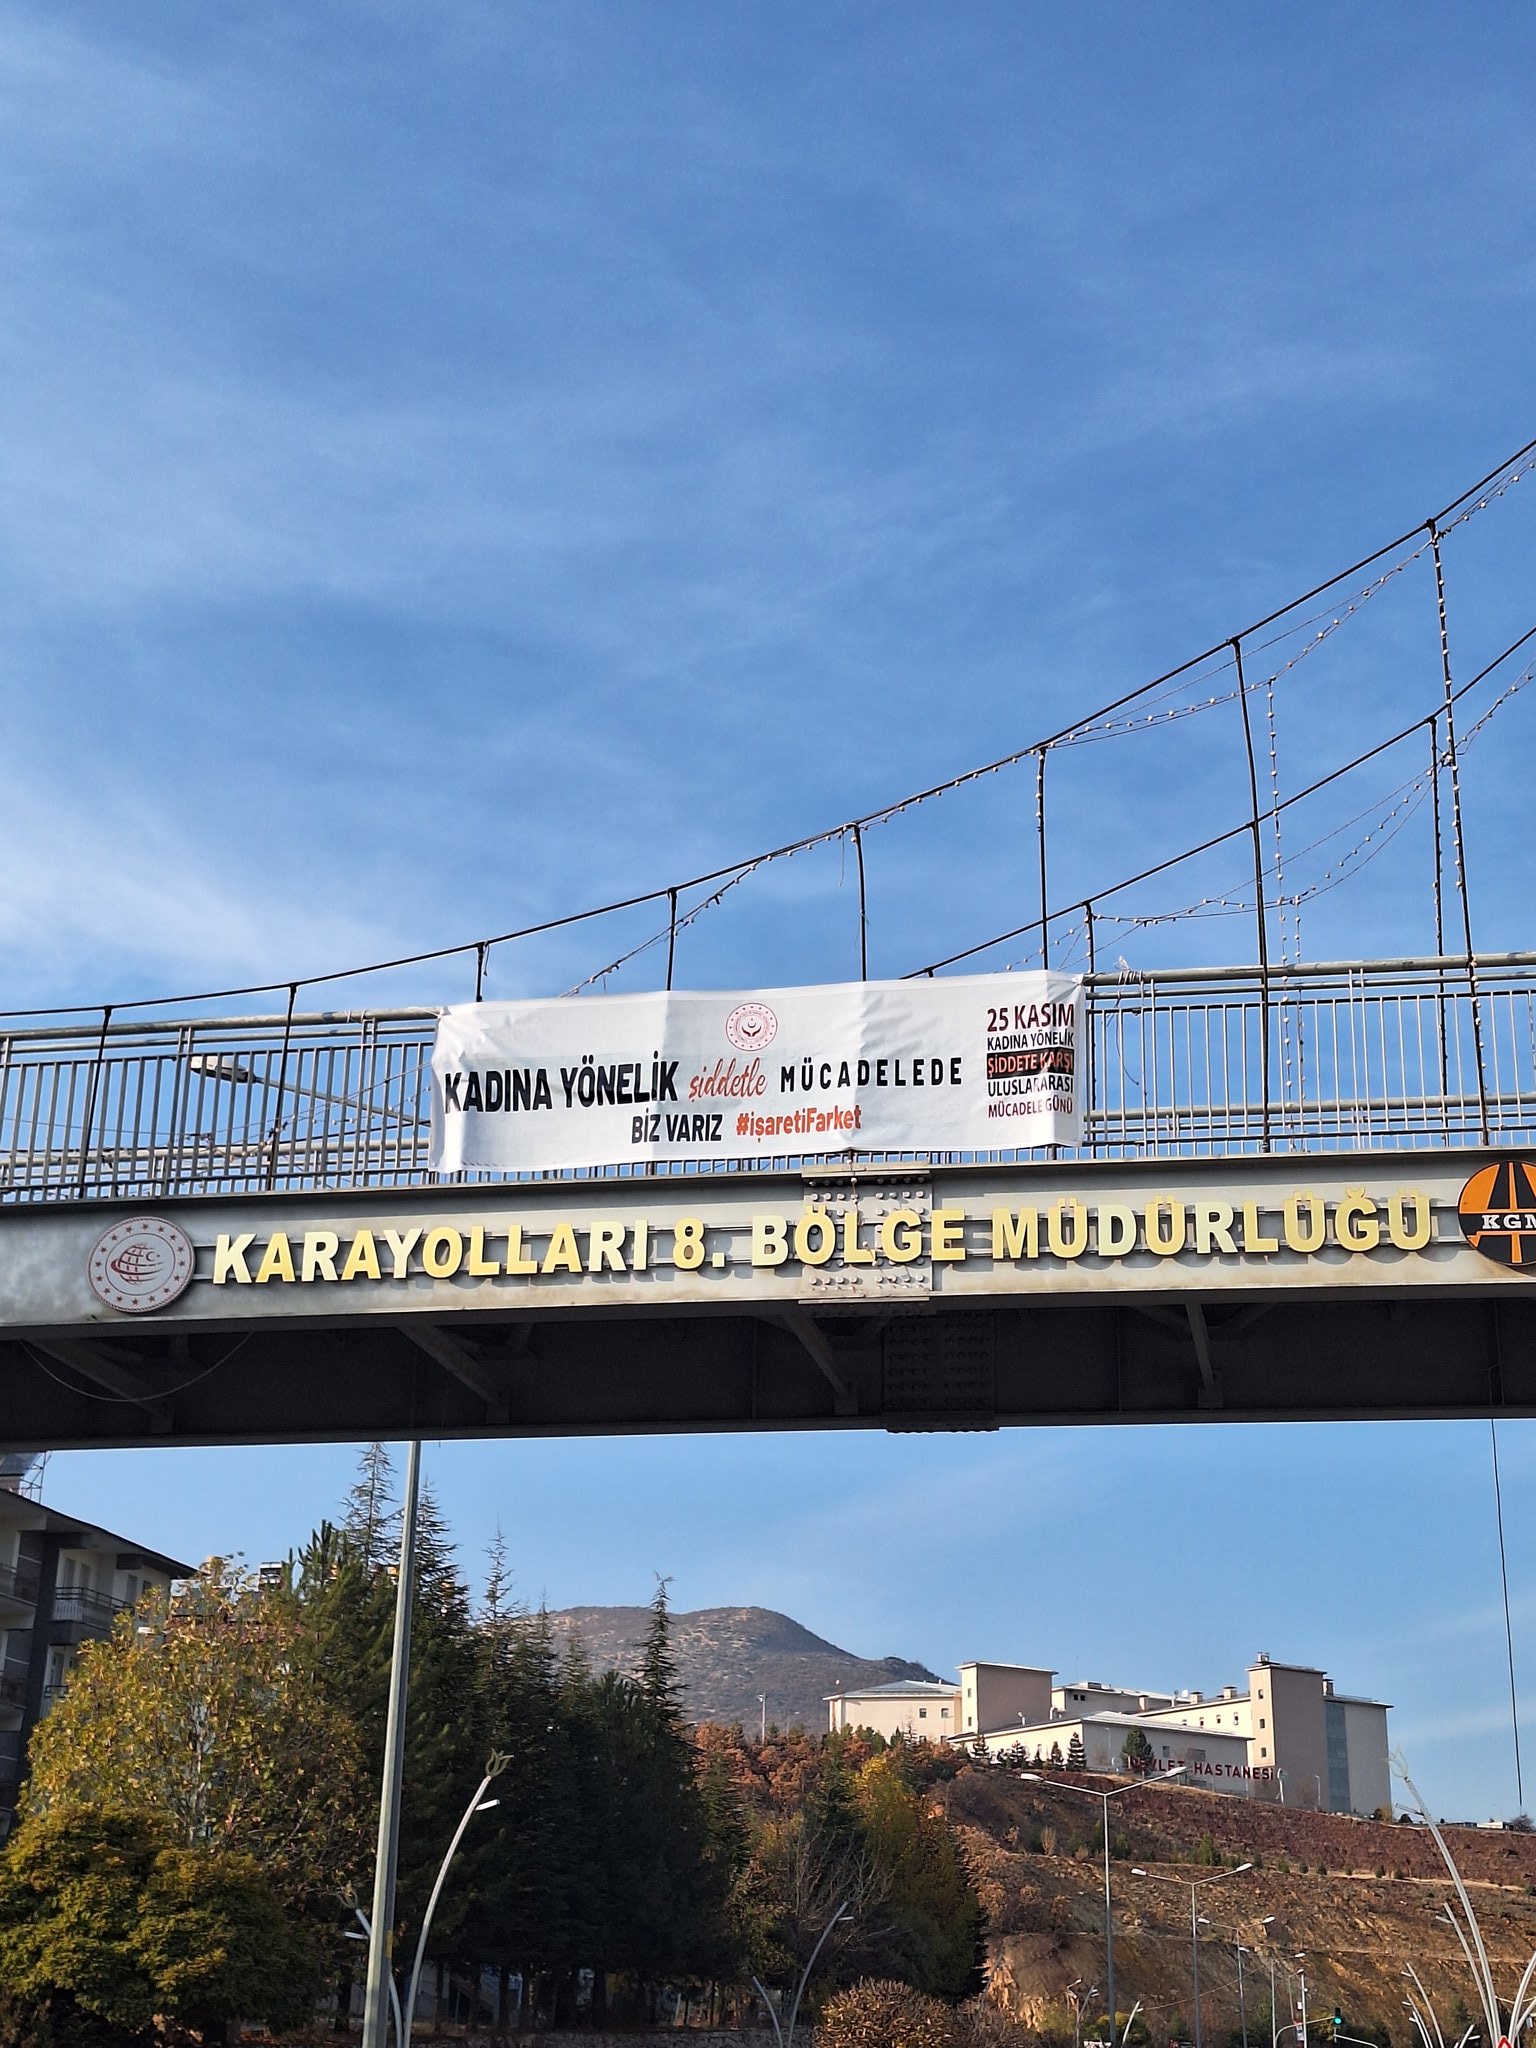 KADINA YÖNELİK şiddetle MÜCADELEDE
BİZ VARIZ #işaretiFarket
25 KASIM
KADINA YÖNELİK
ŞİDDETE KARŞI
ULUSLARARASI
MÜCADELE GÜNÜ
KARAYOLLARI 8. BÖLGE MÜDÜRLÜĞÜ
KGM
DEVLET HASTANESİ